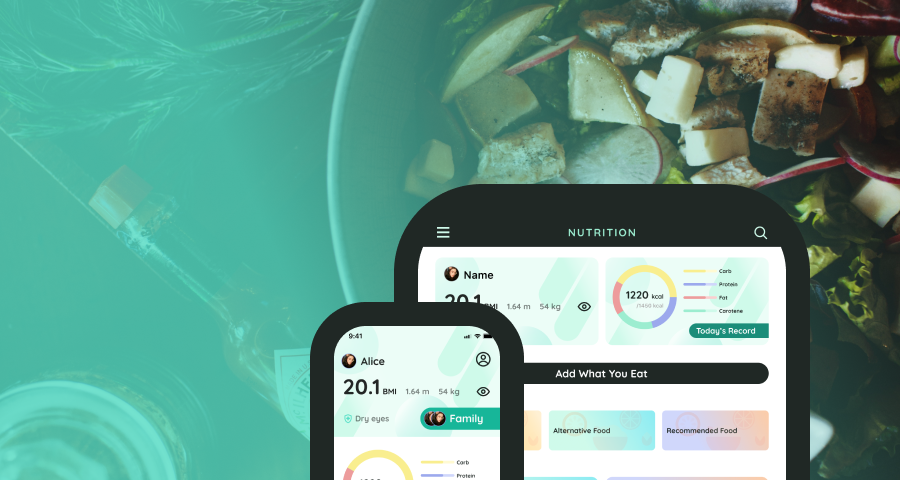 NUTRITION
Name
20.1 BMI 1.64 m 54 kg
1220 kcal
/1456 kcal
Carb
Protein
Fat
Carotene
Today's Record
Add What You Eat
Alternative Food
Recommended Food
9:41
Alice
20.1 BMI 1.64 m 54 kg
Dry eyes
Family
Carb
Protein